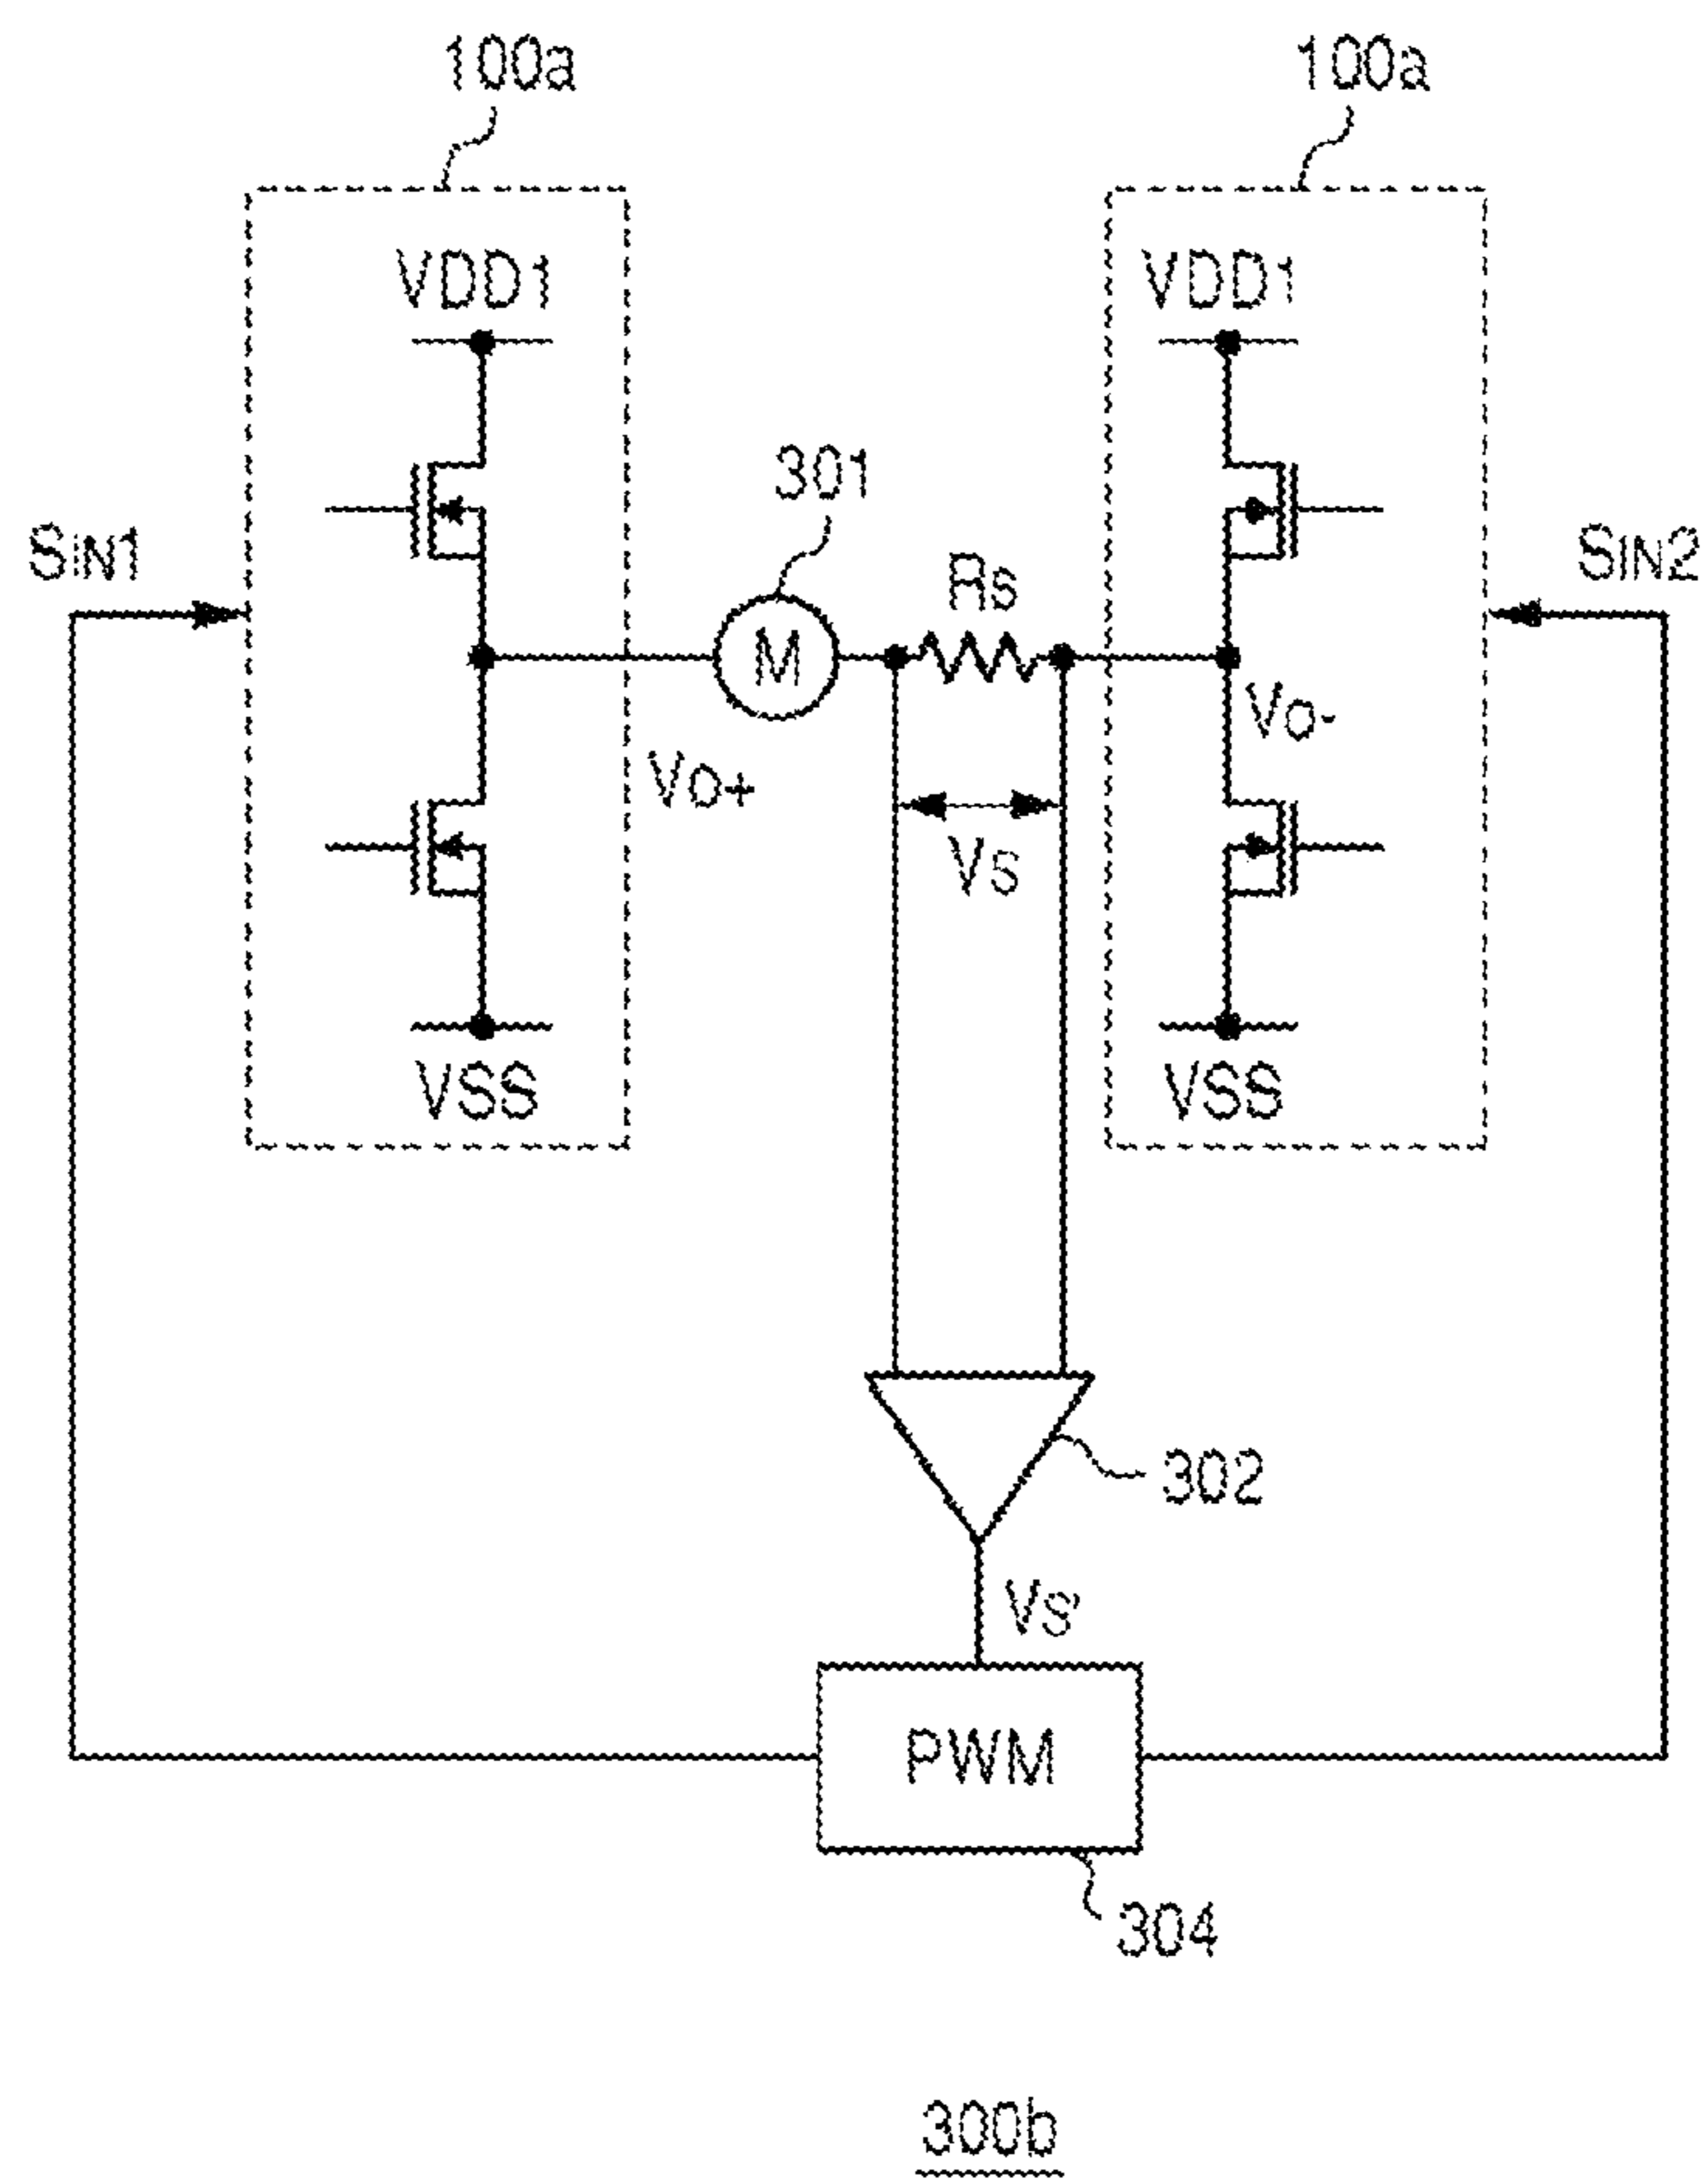 100a 100a
VDD1 VDD1
301
SIN1 Rs SIN2
M
VO-
VO+
VS
VSS VSS
302
VS'
PWM
304
300b